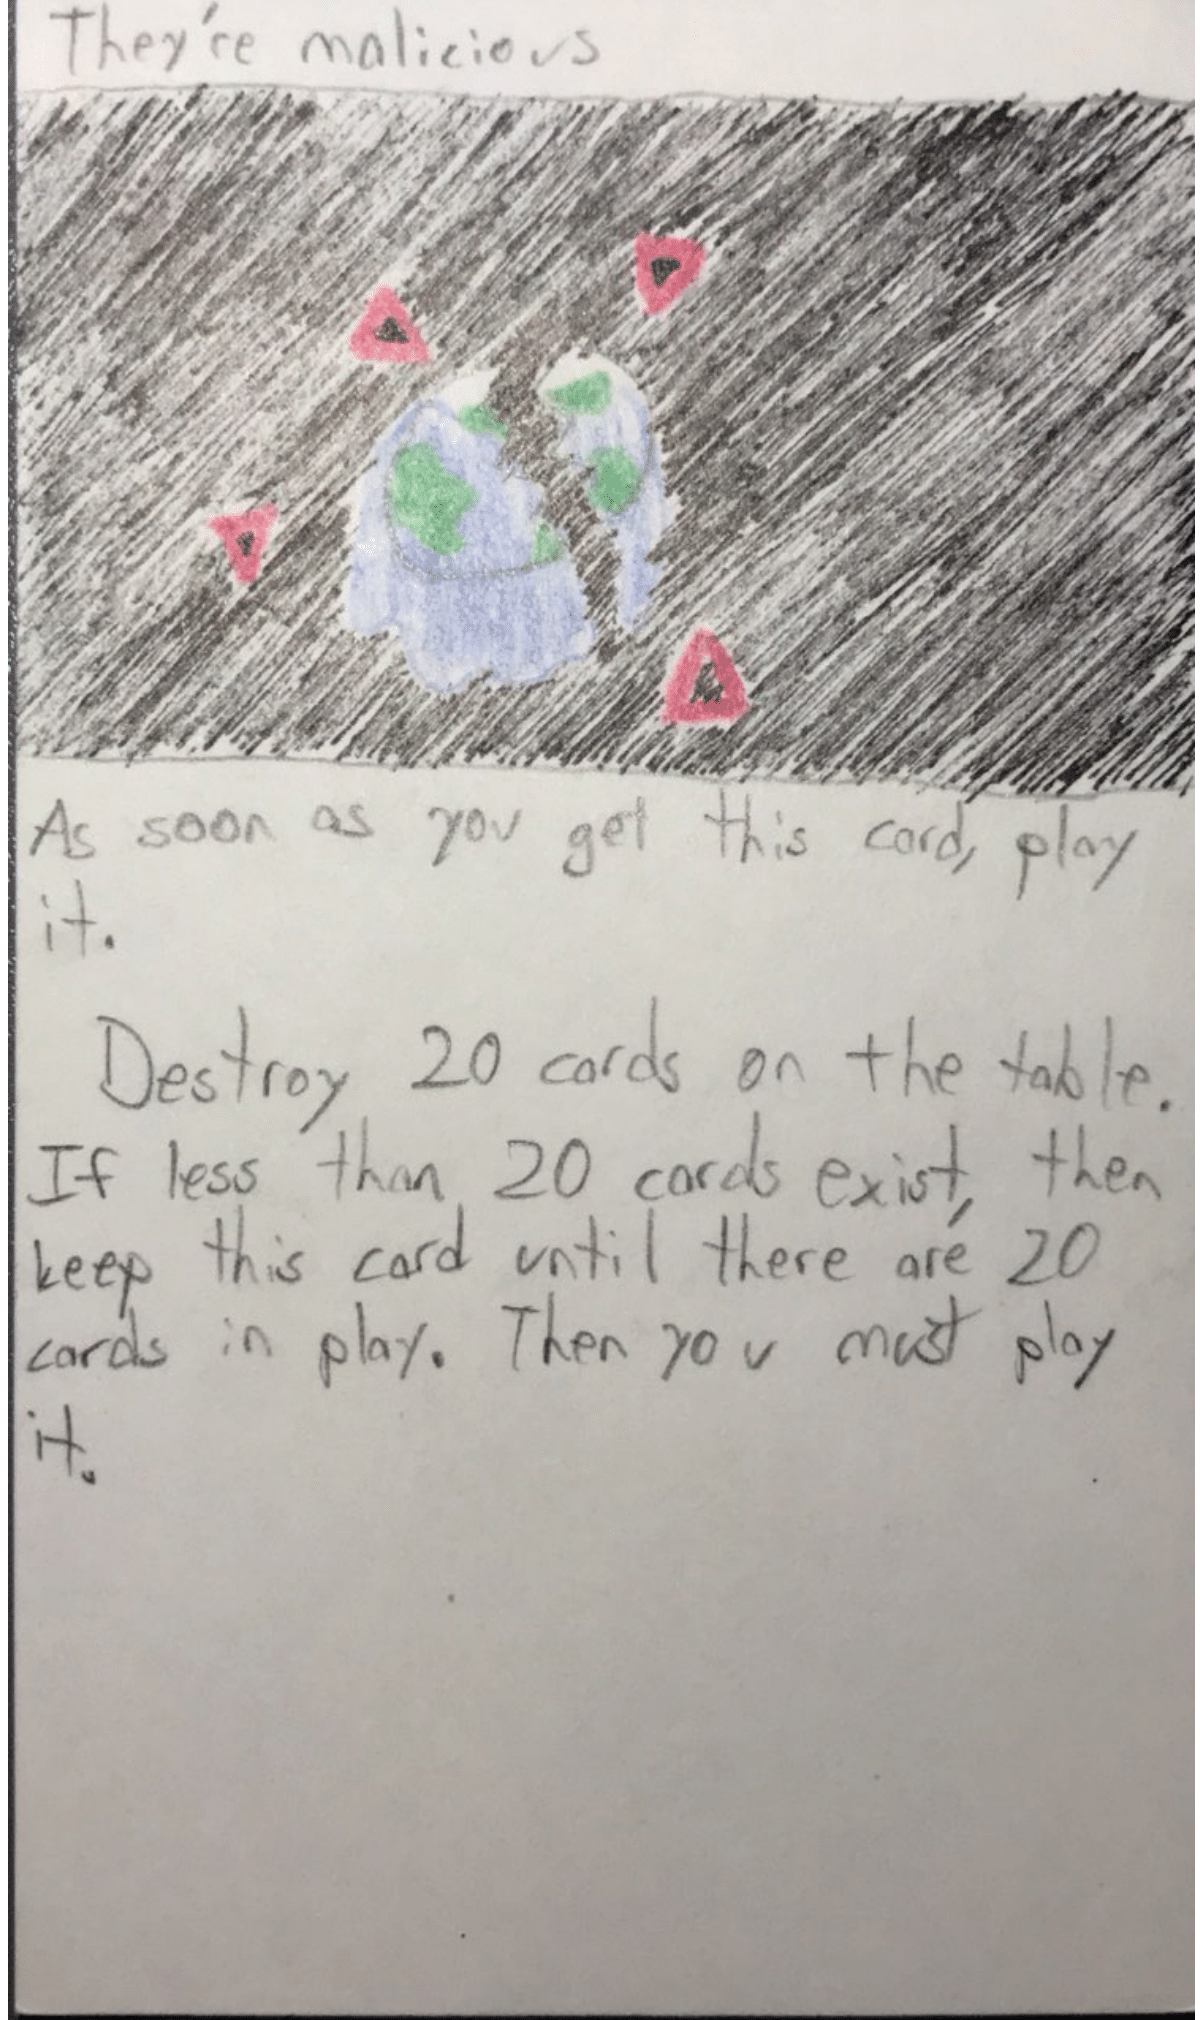 They're malicious
As soon as you get this card, play
it.
Destroy 20 cards on the table.
If less than 20 cards exist, then
keep this card until there are 20
cards in play. Then you must play
it.